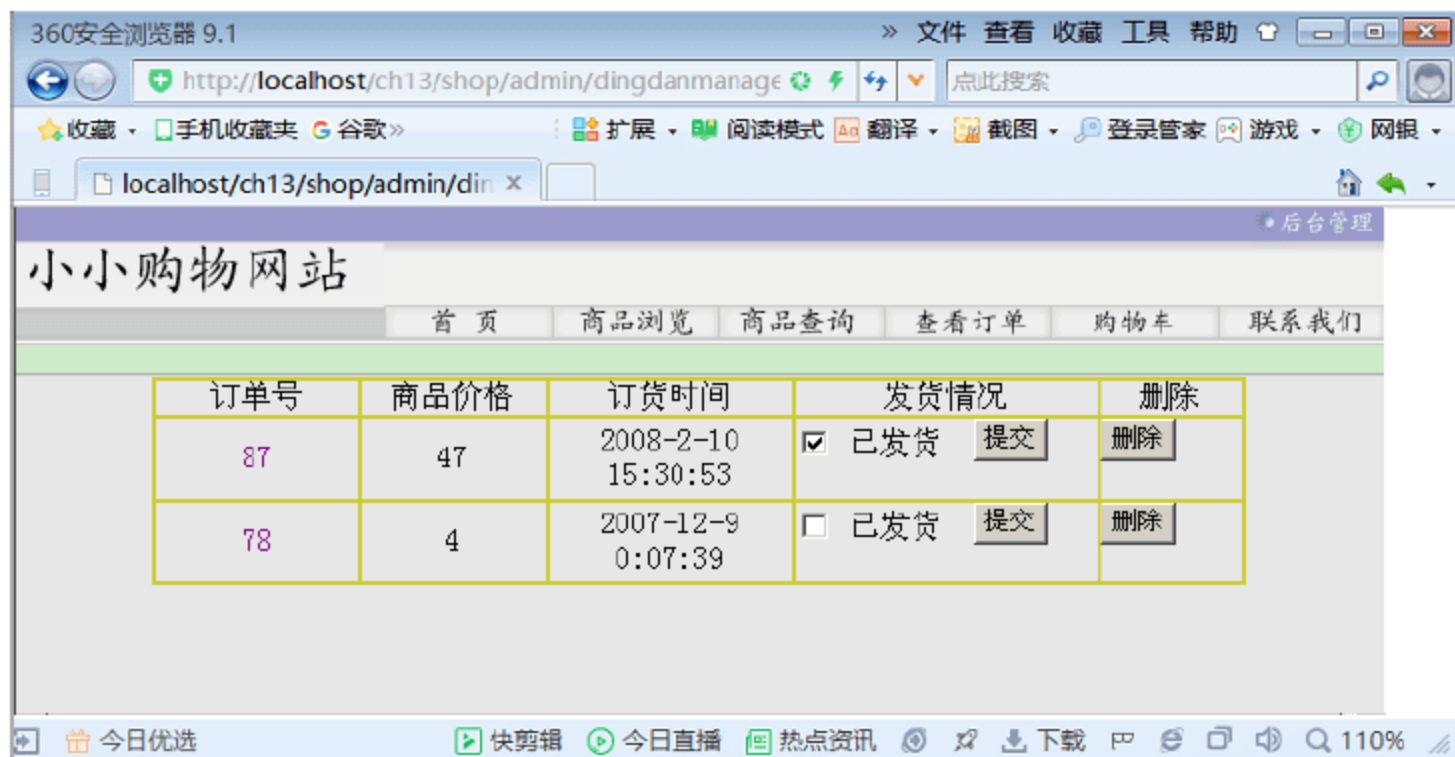 360安全浏览器 9.1 » 文件 查看 收藏 工具 帮助
http://localhost/ch13/shop/admin/dingdanmanage 点此搜索
收藏 手机收藏夹 谷歌» 扩展 阅读模式 翻译 截图 登录管家 游戏 网银
localhost/ch13/shop/admin/din
后台管理
小小购物网站
首 页 商品浏览 商品查询 查看订单 购物车 联系我们
订单号 商品价格 订货时间 发货情况 删除
87 47 2008-2-10 已发货 提交 删除
15:30:53
78 4 2007-12-9 已发货 提交 删除
0:07:39
今日优选 快剪辑 今日直播 热点资讯 下载 110%